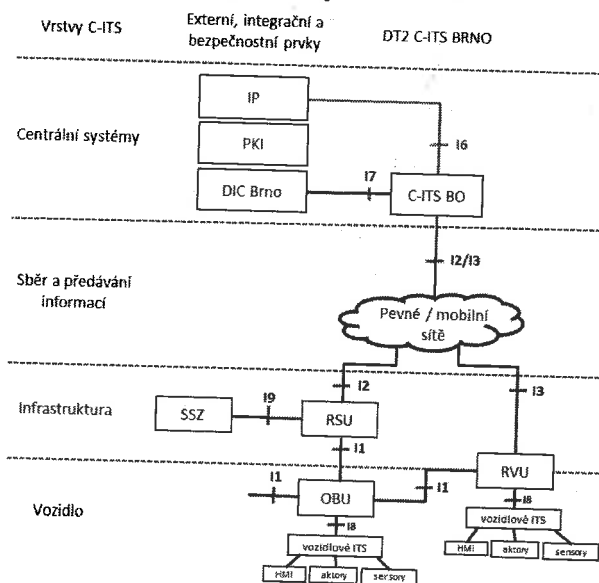 Vrstvy C-ITS
Externí, integrační a
bezpečnostní prvky
DT2 C-ITS BRNO
IP
I6
Centrální systémy
PKI
I7
DIC Brno
C-ITS BO
I2/I3
Sběr a předávání
informací
Pevné / mobilní
sítě
I2
I3
I9
Infrastruktura
SSZ
RSU
I1
RVU
I1
I1
OBU
I8
Vozidlo
I8
vozidlové ITS
vozidlové ITS
HMI
aktory
sensory
HMI
aktory
sensory